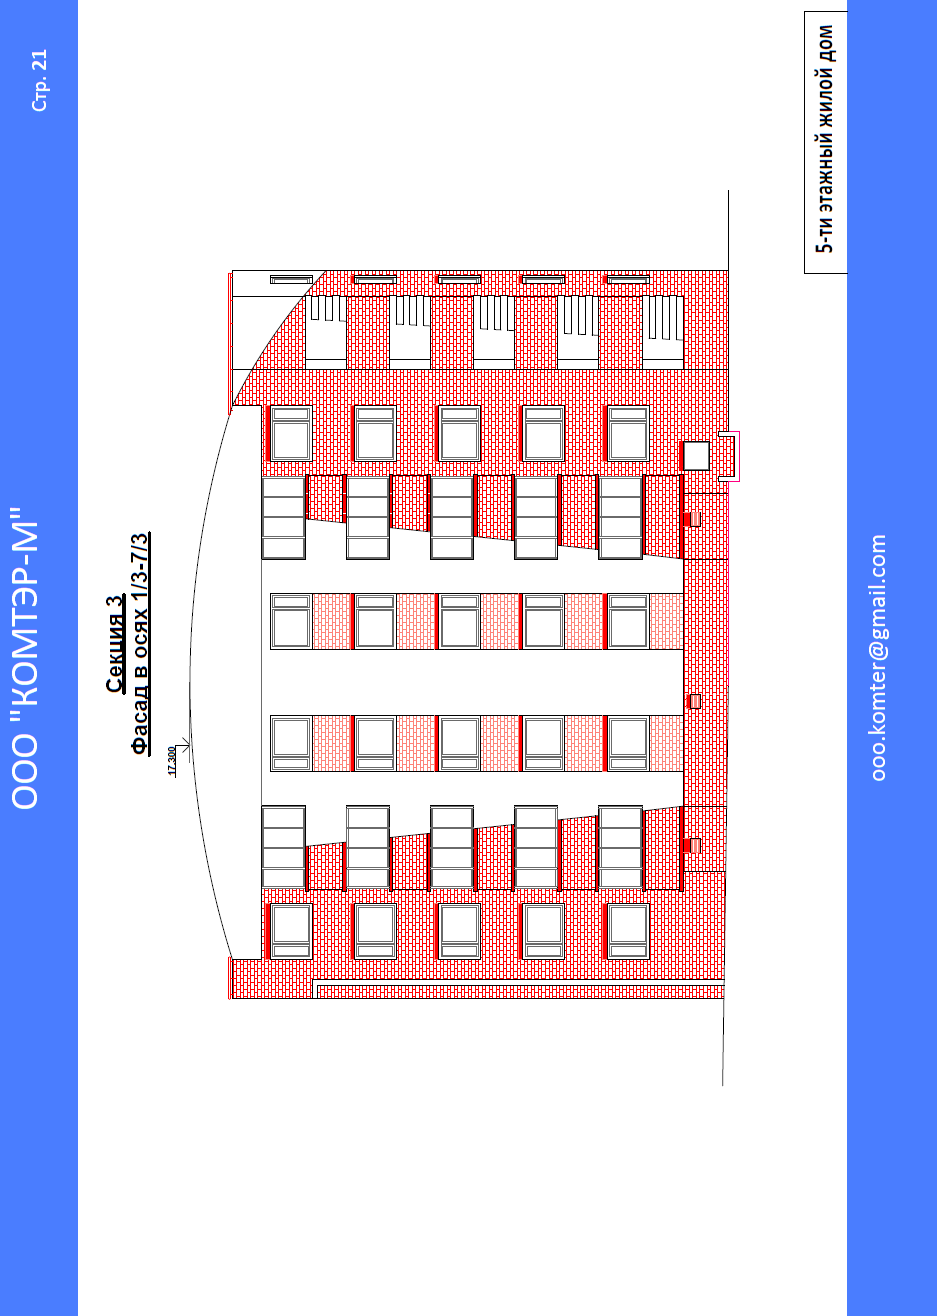 ООО "КОМТЭР-М"
Стр. 21
Секция 3
Фасад в осях 1/3-7/3
17.300
5-ти этажный жилой дом
ooo.komter@gmail.com